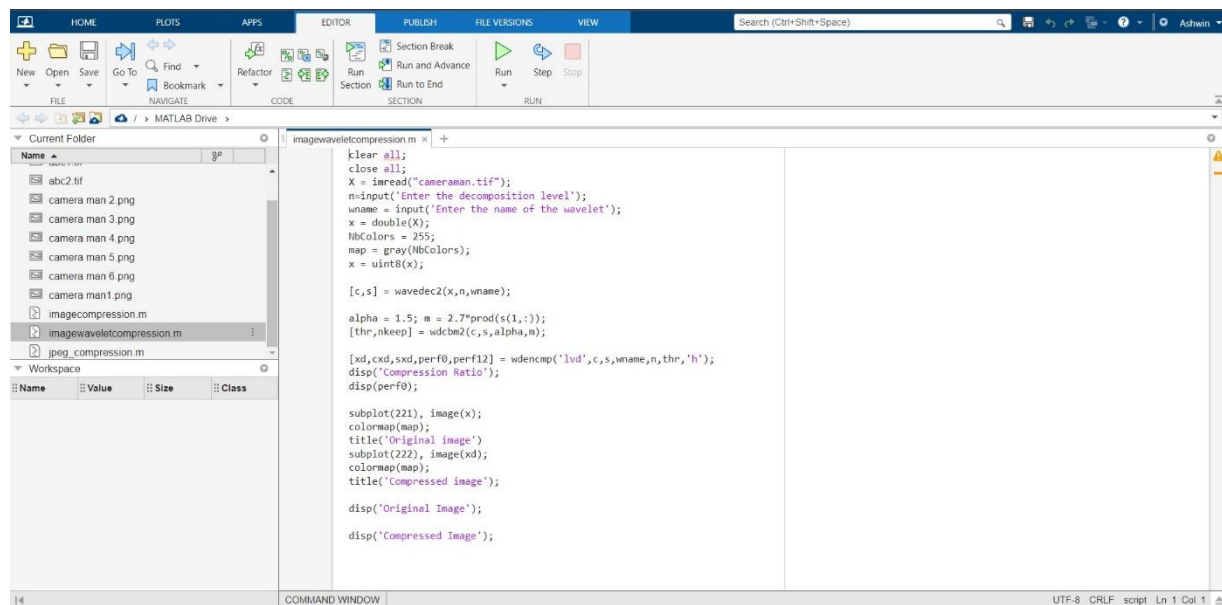 HOME PLOTS APPS EDITOR PUBLISH FILE VERSIONS VIEW Search (Ctrl+Shift+Space) Ashwin
New Open Save Go To Find Bookmark Refactor Run Section Section Break Run and Advance Run to End Run Step Stop
FILE NAVIGATE CODE SECTION RUN
/ > MATLAB Drive >
Current Folder
Name
abc2.tif
camera man 2.png
camera man 3.png
camera man 4.png
camera man 5.png
camera man 6.png
camera man1.png
imagecompression.m
imagewaveletcompression.m
jpeg_compression.m
Workspace
Name Value Size Class
imagewaveletcompression.m × +
clear all;
close all;
X = imread("cameraman.tif");
n=input('Enter the decomposition level');
wname = input('Enter the name of the wavelet');
x = double(X);
NbColors = 255;
map = gray(NbColors);
x = uint8(x);
[c,s] = wavedec2(x,n,wname);
alpha = 1.5; m = 2.7*prod(s(1,:));
[thr,nkeep] = wdcbm2(c,s,alpha,m);
[xd,cxd,sxd,perf0,perf12] = wdencmp('lvd',c,s,wname,n,thr,'h');
disp('Compression Ratio');
disp(perf0);
subplot(221), image(x);
colormap(map);
title('Original image')
subplot(222), image(xd);
colormap(map);
title('Compressed image');
disp('Original Image');
disp('Compressed Image');
COMMAND WINDOW
UTF-8 CRLF script Ln 1 Col 1